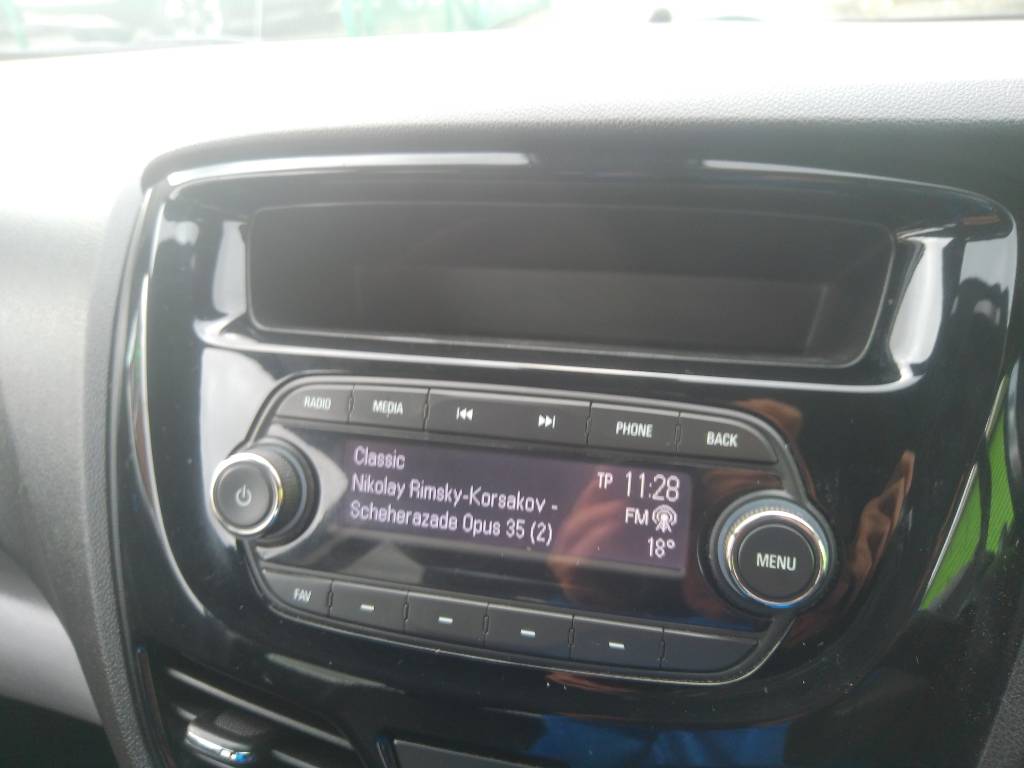 RADIO MEDIA PHONE BACK
Classic
Nikolay Rimsky-Korsakov -
Scheherazade Opus 35 (2)
TP 11:28
FM
18°
MENU
FAV